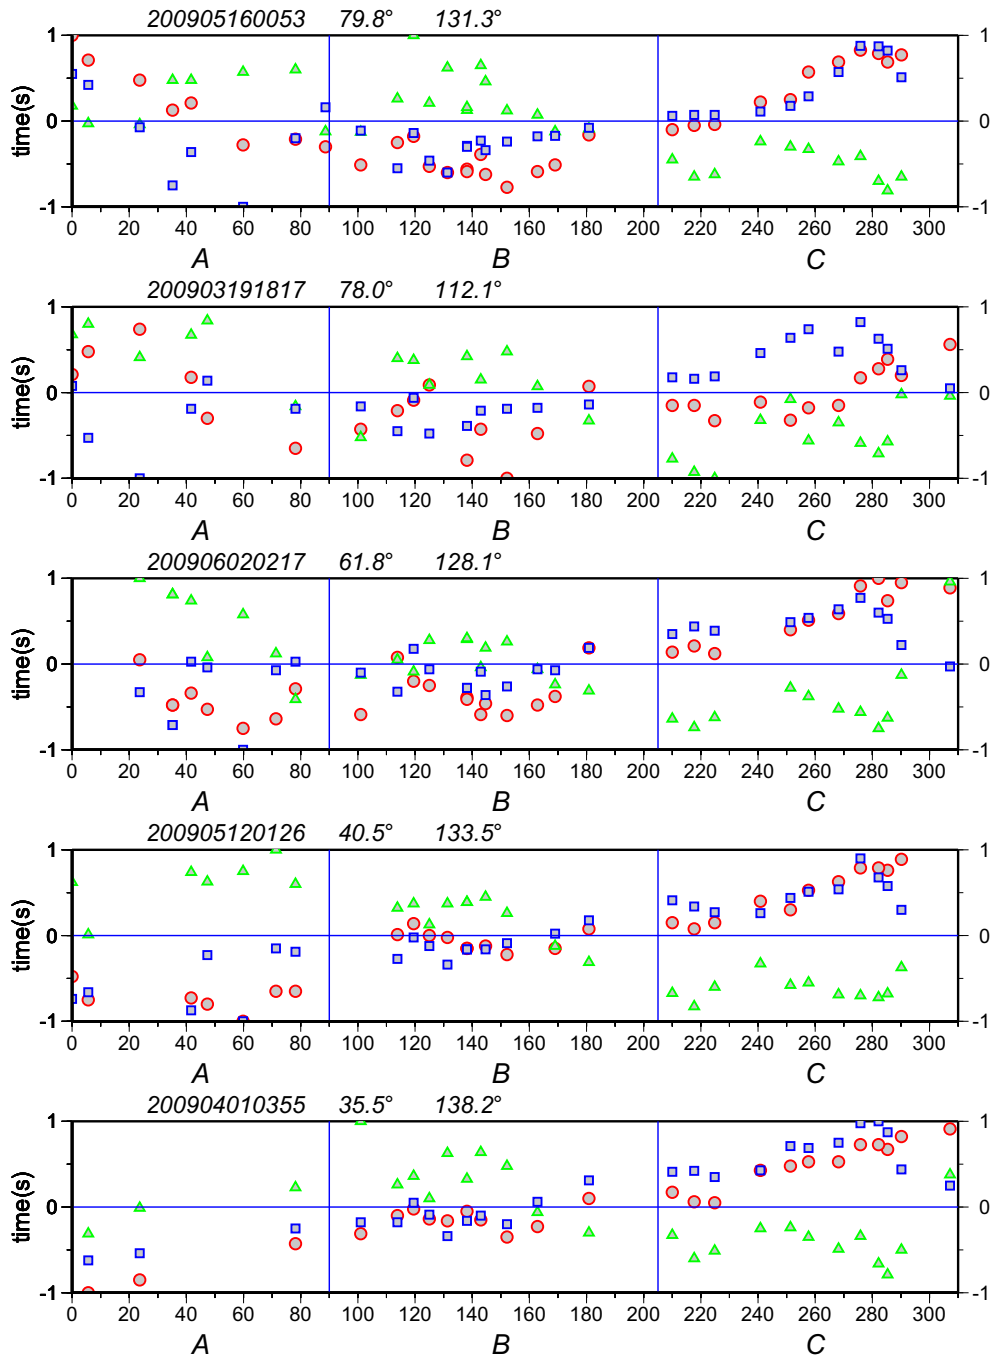 200905160053 79.8° 131.3°
1 1
time(s) 0 0
-1 -1
0 20 40 60 80 100 120 140 160 180 200 220 240 260 280 300
A B C
200903191817 78.0° 112.1°
1 1
time(s) 0 0
-1 -1
0 20 40 60 80 100 120 140 160 180 200 220 240 260 280 300
A B C
200906020217 61.8° 128.1°
1 1
time(s) 0 0
-1 -1
0 20 40 60 80 100 120 140 160 180 200 220 240 260 280 300
A B C
200905120126 40.5° 133.5°
1 1
time(s) 0 0
-1 -1
0 20 40 60 80 100 120 140 160 180 200 220 240 260 280 300
A B C
200904010355 35.5° 138.2°
1 1
time(s) 0 0
-1 -1
0 20 40 60 80 100 120 140 160 180 200 220 240 260 280 300
A B C